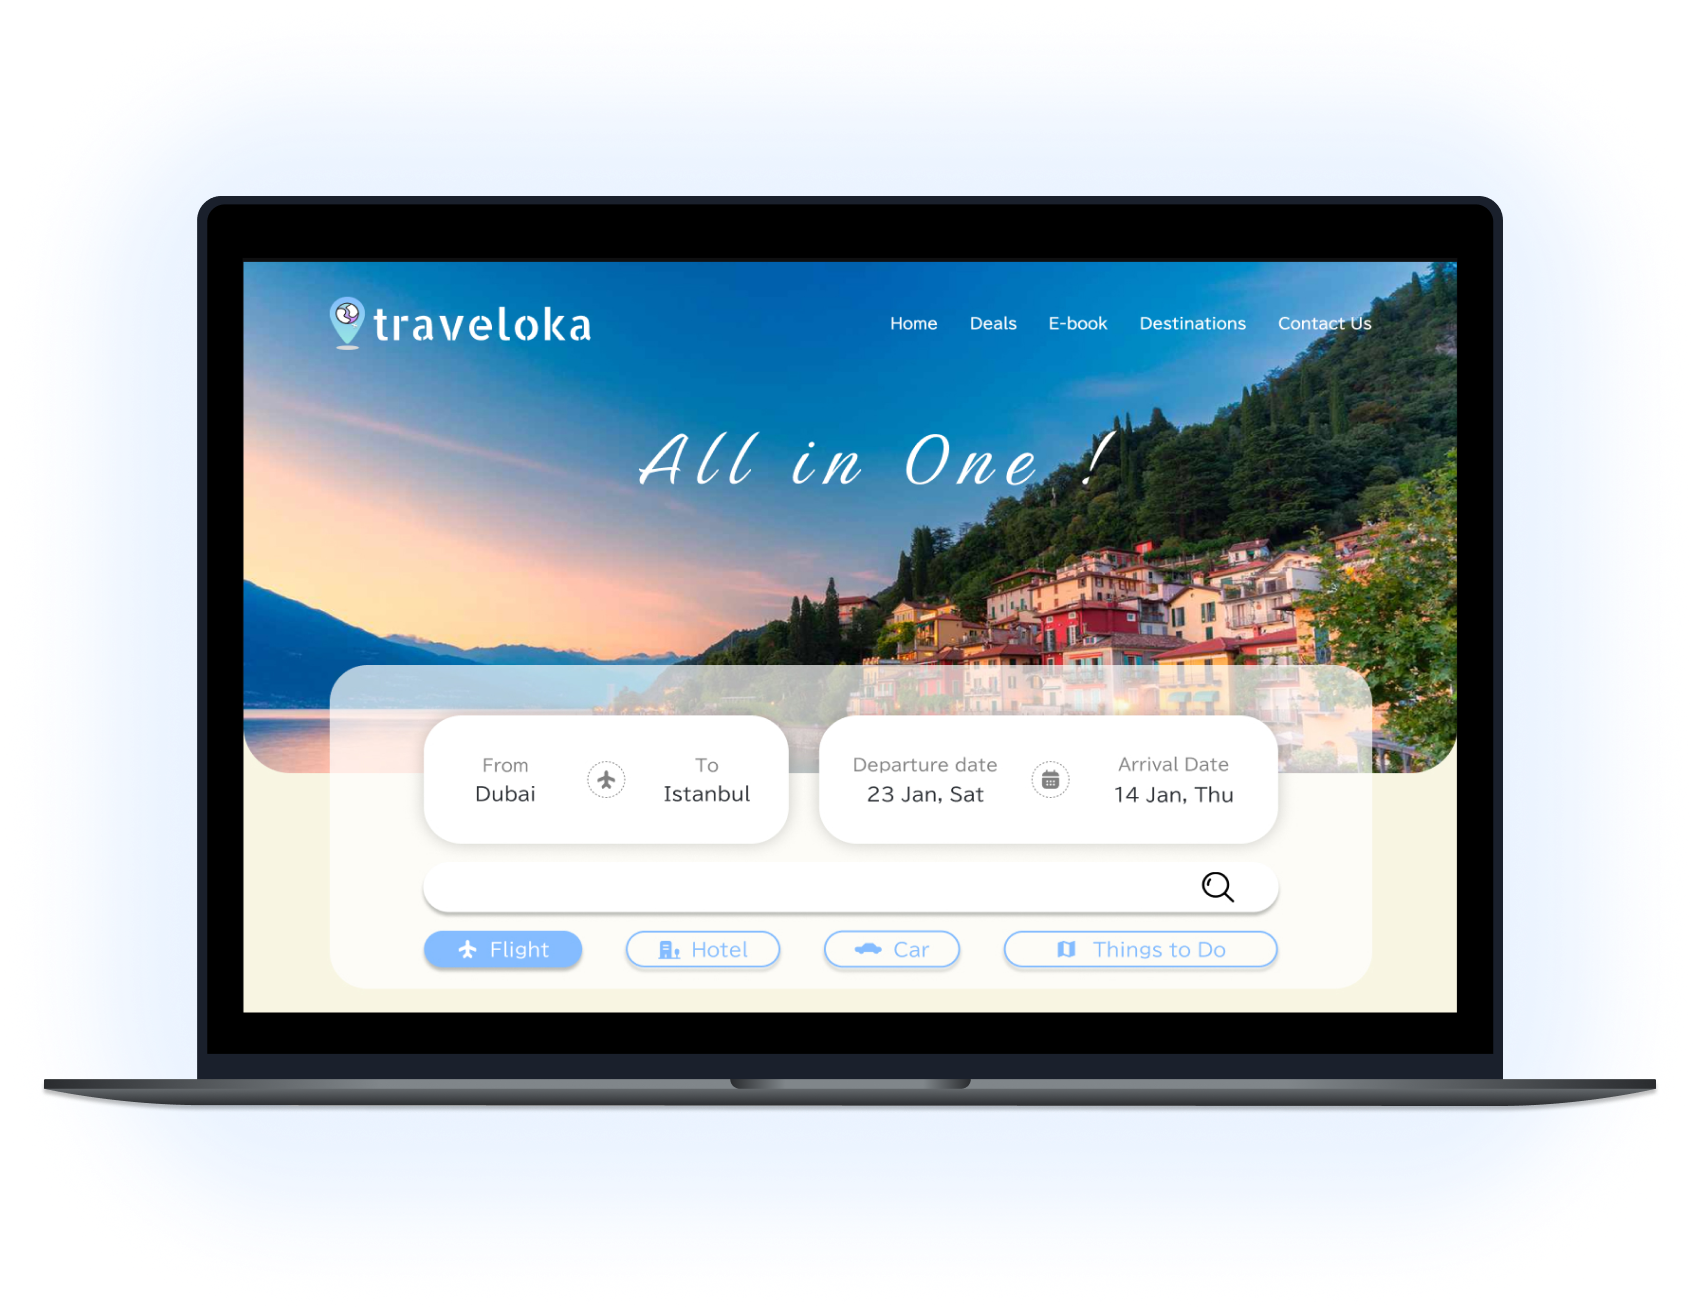 traveloka
Home Deals E-book Destinations Contact Us
All in One !
From To
Dubai Istanbul
Departure date Arrival Date
23 Jan, Sat 14 Jan, Thu
Flight Hotel Car Things to Do